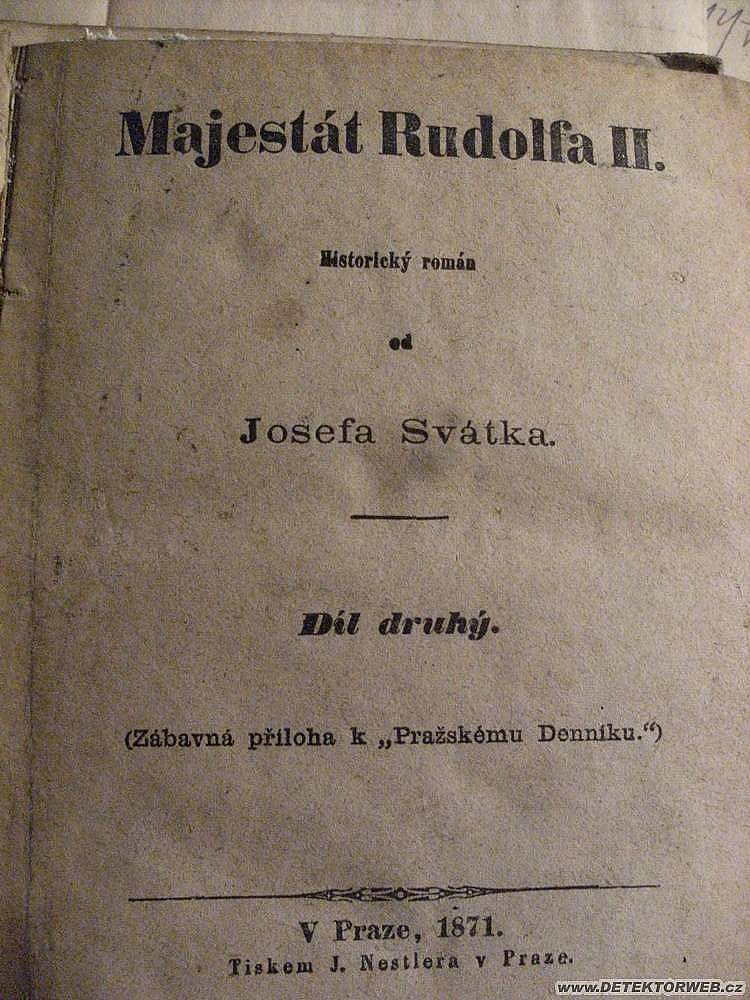 Majestát Rudolfa II.
Historický román
od
Josefa Svátka.
Díl druhý.
(Zábavná příloha k „Pražskému Denníku.“)
V Praze, 1871.
Tiskem J. Nestlera v Praze.
www.DETEKTORWEB.cz